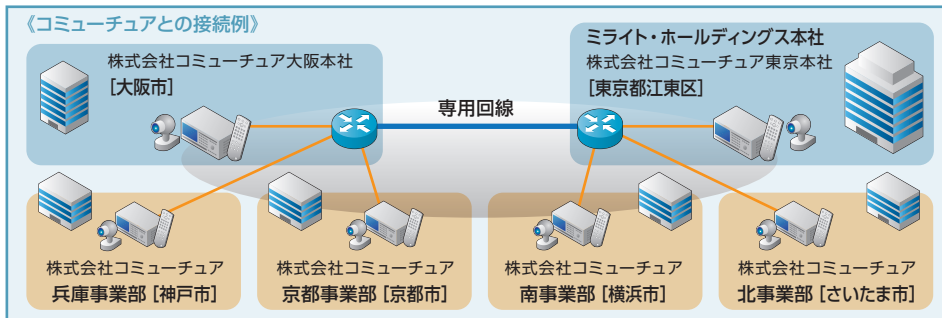 《コミューチュアとの接続例》
株式会社コミューチュア大阪本社
[大阪市]
ミライト・ホールディングス本社
株式会社コミューチュア東京本社
[東京都江東区]
専用回線
株式会社コミューチュア
兵庫事業部 [神戸市]
株式会社コミューチュア
京都事業部 [京都市]
株式会社コミューチュア
南事業部 [横浜市]
株式会社コミューチュア
北事業部 [さいたま市]